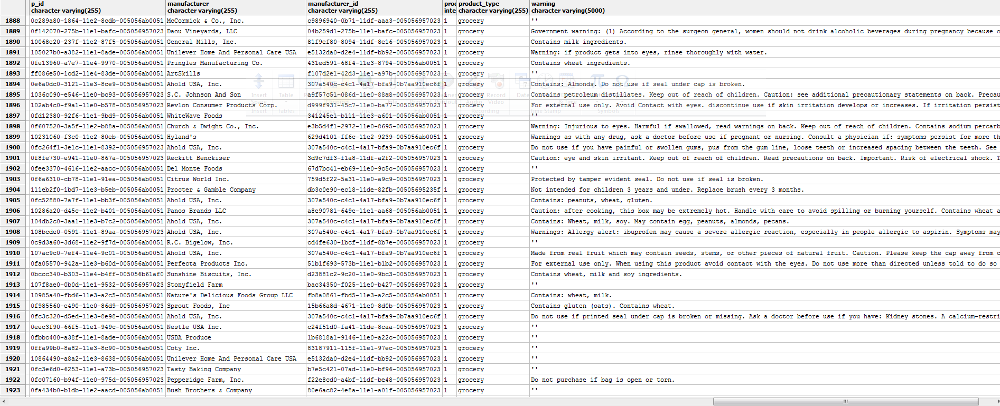 p_id manufacturer manufacturer_id product_type warning
character varying(255) character varying(255) character varying(255) inte character varying(255) character varying(5000)
1888 0c289a80-1864-11e2-8cdb-005056ab0051 McCormick & Co., Inc. c9896940-0b71-11df-aaa3-005056957023 1 grocery ''
1889 0f142070-275b-11e1-bafc-005056957023 Daou Vineyards, LLC 04b259d1-275b-11e1-bafc-005056957023 1 grocery Government warning: (1) According to the surgeon general, women should not drink alcoholic beverages during pregnancy because o
1890 10068e20-237f-11e2-87f5-005056ab0051 General Mills, Inc. 81f9ef80-8094-11df-8e16-005056957023 1 grocery Contains milk ingredients.
1891 105027b0-a382-11e1-8ade-005056ab0051 Unilever Home And Personal Care USA e5132da0-d2e4-11df-bb92-005056957023 1 grocery Warning: if product gets into eyes, rinse thoroughly with water.
1892 0fe13960-a7e7-11e4-9970-005056ab0051 Pringles Manufacturing Co. 431ed591-68f4-11e3-8794-005056ab0051 1 grocery Contains wheat ingredients.
1893 ff086e50-1cd2-11e4-83de-005056ab0051 ArtSkills f107d2e1-42d3-11e1-a97b-005056957023 1 grocery ''
1894 0e6a0dc0-3121-11e3-8ce9-005056ab0051 Ahold USA, Inc. 307a540c-c4c1-4a17-bfa9-0b7aa910ec6f 1 grocery Contains: Almonds. Do not use if seal under cap is broken.
1895 1036c090-e546-11e0-bc93-005056957023 S.C. Johnson And Son a9f57c51-086d-11e0-88a8-005056957023 1 grocery Contains petroleum distillates. Keep out of reach of children. Caution: see additional precautionary statements on back. Precau
1896 102ab4c0-f9a1-11e0-b578-005056957023 Revlon Consumer Products Corp. d999f931-45c7-11e0-ba77-005056957023 1 grocery For external use only. Avoid Contact with eyes. discontinue use if skin irritation develops or increases. If irritation persist
1897 0fd12380-92f6-11e1-9bd9-005056957023 WhiteWave Foods 341245e1-b111-11e3-a601-005056ab0051 1 grocery ''
1898 0f607520-3a5f-11e2-b88a-005056957023 Church & Dwight Co., Inc. e3b5d4f1-2972-11e0-8695-005056957023 1 grocery Warning: Injurious to eyes. Harmful if swallowed, read warnings on back. Keep out of reach of children. Contains sodium percarb
1899 10231060-f3c0-11e2-80eb-005056ab0051 Hyland's 629d4101-ff6c-11e2-9239-005056ab0051 1 grocery Warnings as with any drug, ask a doctor before use if pregnant or nursing. Consult a physician if: symptoms persist for more th
1900 0fc264f1-3e1c-11e1-8392-005056957023 Ahold USA, Inc. 307a540c-c4c1-4a17-bfa9-0b7aa910ec6f 1 grocery Do not use if you have painful or swollen gums, pus from the gum line, loose teeth or increased spacing between the teeth. See
1901 0f8fe730-e941-11e0-867a-005056957023 Reckitt Benckiser 3d9c7df3-f1a8-11df-a2f2-005056957023 1 grocery Caution: eye and skin irritant. Keep out of reach of children. Read precautions on back. Important. Risk of electrical shock. T
1902 0fee3370-4616-11e2-aacc-005056957023 Del Monte Foods 67d7bc41-eb69-11e0-9c5c-005056957023 1 grocery ''
1903 0f6a6310-cb78-11e1-91ea-005056ab0051 Citrus World Inc. 759d5f22-5a31-11e0-a9c9-005056957023 1 grocery Protected by tamper evident seal. Do not use if seal is broken.
1904 111eb2f0-1bd7-11e3-b5eb-005056ab0051 Procter & Gamble Company db3c0e90-ec18-11de-82fb-00505695235f 1 grocery Not intended for children 3 years and under. Replace brush every 3 months.
1905 0fc52880-7a7f-11e1-bb3f-005056ab0051 Ahold USA, Inc. 307a540c-c4c1-4a17-bfa9-0b7aa910ec6f 1 grocery Contains: peanuts, wheat, gluten.
1906 10286a20-d45c-11e2-b401-005056ab0051 Panos Brands LLC a8e90781-649e-11e1-aa68-005056ab0051 1 grocery Caution: after cooking, this box may be extremely hot. Handle with care to avoid spilling or burning yourself. Contains wheat a
1907 104db2c0-3aa1-11e3-b7c2-005056ab0051 Ahold USA, Inc. 307a540c-c4c1-4a17-bfa9-0b7aa910ec6f 1 grocery Contains: Wheat, milk, soy. May contain egg, peanuts, almonds, pecans.
1908 108bcde0-0591-11e1-89aa-005056957023 Ahold USA, Inc. 307a540c-c4c1-4a17-bfa9-0b7aa910ec6f 1 grocery Warnings: Allergy alert: ibuprofen may cause a severe allergic reaction, especially in people allergic to aspirin. Symptoms may
1909 0c9d3a60-3d68-11e2-9f7d-005056ab0051 R.C. Bigelow, Inc. cd4fe630-1bcf-11df-8b7e-005056957023 1 grocery ''
1910 107ac9c0-7ef4-11e4-9c01-005056ab0051 Ahold USA, Inc. 307a540c-c4c1-4a17-bfa9-0b7aa910ec6f 1 grocery Made from real fruit which may contain seeds, stems, or other pieces of natural fruit. Caution. Please keep the cap away from c
1911 0fa05570-942a-11e3-b60d-005056ab0051 Perfecta Products Inc. 51b1f693-573b-11e1-b1b2-005056957023 1 grocery For external use only. When using this product avoid contact with the eyes. Do not use more than directed unless told to do so
1912 0bccc340-b303-11e4-b4ff-005056b61af0 Sunshine Biscuits, Inc. d23881c2-9c20-11e0-9bc3-005056957023 1 grocery Contains wheat, milk and soy ingredients.
1913 107f8ae0-0b0d-11e1-9532-005056957023 Stonyfield Farm bac34350-f025-11e0-b427-005056957023 1 grocery ''
1914 10985a40-fbd6-11e3-a2c5-005056ab0051 Nature's Delicious Foods Group LLC fb8a0861-fbd5-11e3-a2c5-005056ab0051 1 grocery Contains: wheat, milk.
1915 0f985560-e490-11e0-86d9-005056957023 Sprout Foods, Inc 15b66a8d-4671-11e0-8d0b-005056957023 1 grocery Contains gluten (oats). Contains wheat.
1916 0fc3c320-d5ed-11e3-8e98-005056ab0051 Ahold USA, Inc. 307a540c-c4c1-4a17-bfa9-0b7aa910ec6f 1 grocery Do not use if printed seal under cap is broken or missing. Ask a doctor before use if you have: Kidney stones. A calcium-restri
1917 0eec3f90-66f5-11e1-949c-005056ab0051 Nestle USA Inc. c24f51d0-fa41-11de-8caa-005056957023 1 grocery ''
1918 0fbbc400-a38f-11e1-8ade-005056ab0051 USDA Produce 1b6818a1-9146-11e0-a22c-005056957023 1 grocery ''
1919 0ffa99b0-8a82-11e3-8c90-005056ab0051 Coty Inc. 83187911-115f-11e1-97ec-005056957023 1 grocery ''
1920 10864490-a8a2-11e3-8638-005056ab0051 Unilever Home And Personal Care USA e5132da0-d2e4-11df-bb92-005056957023 1 grocery ''
1921 0fc3e6d0-6253-11e1-a73b-005056957023 Tasty Baking Company b7e5c421-07ad-11e0-bf96-005056957023 1 grocery ''
1922 0fc07160-b94f-11e0-975d-005056957023 Pepperidge Farm, Inc. f22e8cd0-a4bf-11df-be48-005056957023 1 grocery Do not purchase if bag is open or torn.
1923 0fa434b0-b1db-11e2-aacd-005056957023 Bush Brothers & Company 80e6ac82-4e8a-11e1-a01f-005056957023 1 grocery ''